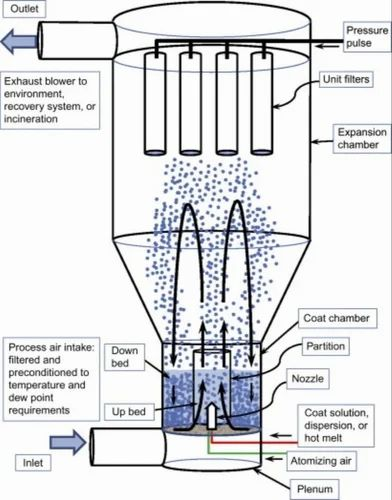 Outlet
Pressure
pulse
Exhaust blower to
environment,
recovery system, or
incineration
Unit filters
Expansion
chamber
Coat chamber
Process air intake:
filtered and
preconditioned to
temperature and
dew point
requirements
Down
bed
Partition
Up bed
Nozzle
Coat solution,
dispersion, or
hot melt
Inlet
Atomizing air
Plenum